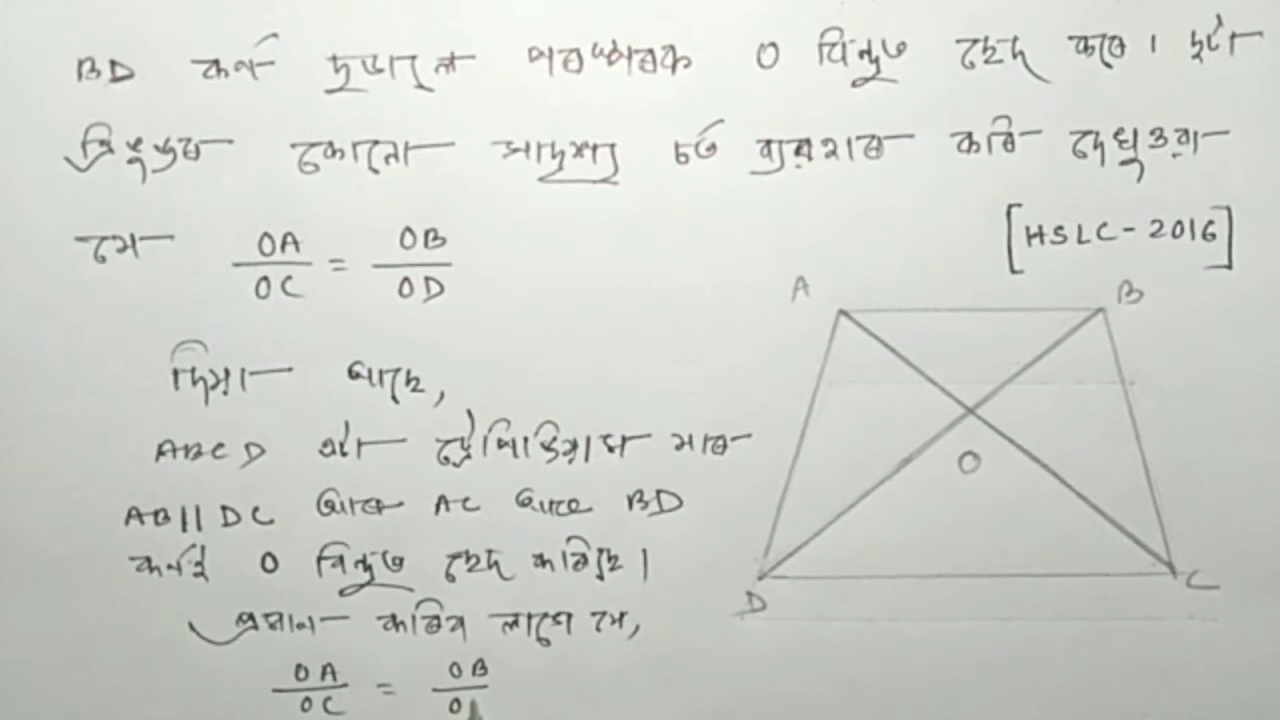 BD কৰ্ণ দুডালে পৰস্পৰক O বিন্দুত ছেদ কৰে। দুটা
ত্ৰিভুজৰ কোনো সাদৃশ্য চৰ্ত ব্যৱহাৰ কৰি দেখুওৱা
যে OA/OC = OB/OD
[HSLC - 2016]
A B
O
D C
দিয়া আছে,
ABCD এটা ট্ৰেপিজিয়াম যাৰ
AB || DC আৰু AC আৰু BD
কৰ্ণই O বিন্দুত ছেদ কৰিছে।
প্ৰমাণ কৰিব লাগে যে,
OA/OC = OB/O